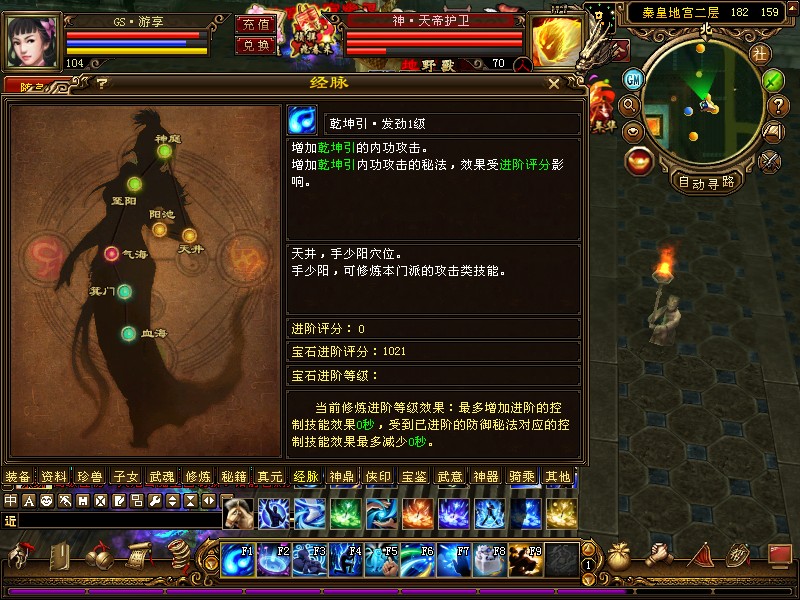 GS·游享
104
充值
兑换
神·天帝护卫
70
秦皇地宫二层 182 159
北
社
GM
自动寻路
经脉
?
神庭
至阳
阳池
天井
气海
箕门
血海
乾坤引·发劲1级
增加乾坤引的内功攻击。
增加乾坤引内功攻击的秘法，效果受进阶评分影
响。
天井，手少阳穴位。
手少阳，可修炼本门派的攻击类技能。
进阶评分：0
宝石进阶评分：1021
宝石进阶等级：
当前修炼进阶等级效果：最多增加进阶的控
制技能效果0秒，受到已进阶的防御秘法对应的控
制技能效果最多减少0秒。
装备 资料 珍兽 子女 武魂 修炼 秘籍 真元 经脉 神鼎 侠印 宝鉴 武意 神器 骑乘 其他
中 A
近
F1 F2 F3 F4 F5 F6 F7 F8 F9
1